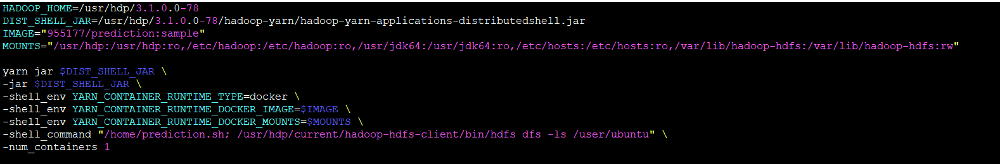 HADOOP_HOME=/usr/hdp/3.1.0.0-78
DIST_SHELL_JAR=/usr/hdp/3.1.0.0-78/hadoop-yarn/hadoop-yarn-applications-distributedshell.jar
IMAGE="955177/prediction:sample"
MOUNTS="/usr/hdp:/usr/hdp:ro,/etc/hadoop:/etc/hadoop:ro,/usr/jdk64:/usr/jdk64:ro,/etc/hosts:/etc/hosts:ro,/var/lib/hadoop-hdfs:/var/lib/hadoop-hdfs:rw"
yarn jar $DIST_SHELL_JAR \
-jar $DIST_SHELL_JAR \
-shell_env YARN_CONTAINER_RUNTIME_TYPE=docker \
-shell_env YARN_CONTAINER_RUNTIME_DOCKER_IMAGE=$IMAGE \
-shell_env YARN_CONTAINER_RUNTIME_DOCKER_MOUNTS=$MOUNTS \
-shell_command "/home/prediction.sh; /usr/hdp/current/hadoop-hdfs-client/bin/hdfs dfs -ls /user/ubuntu" \
-num_containers 1